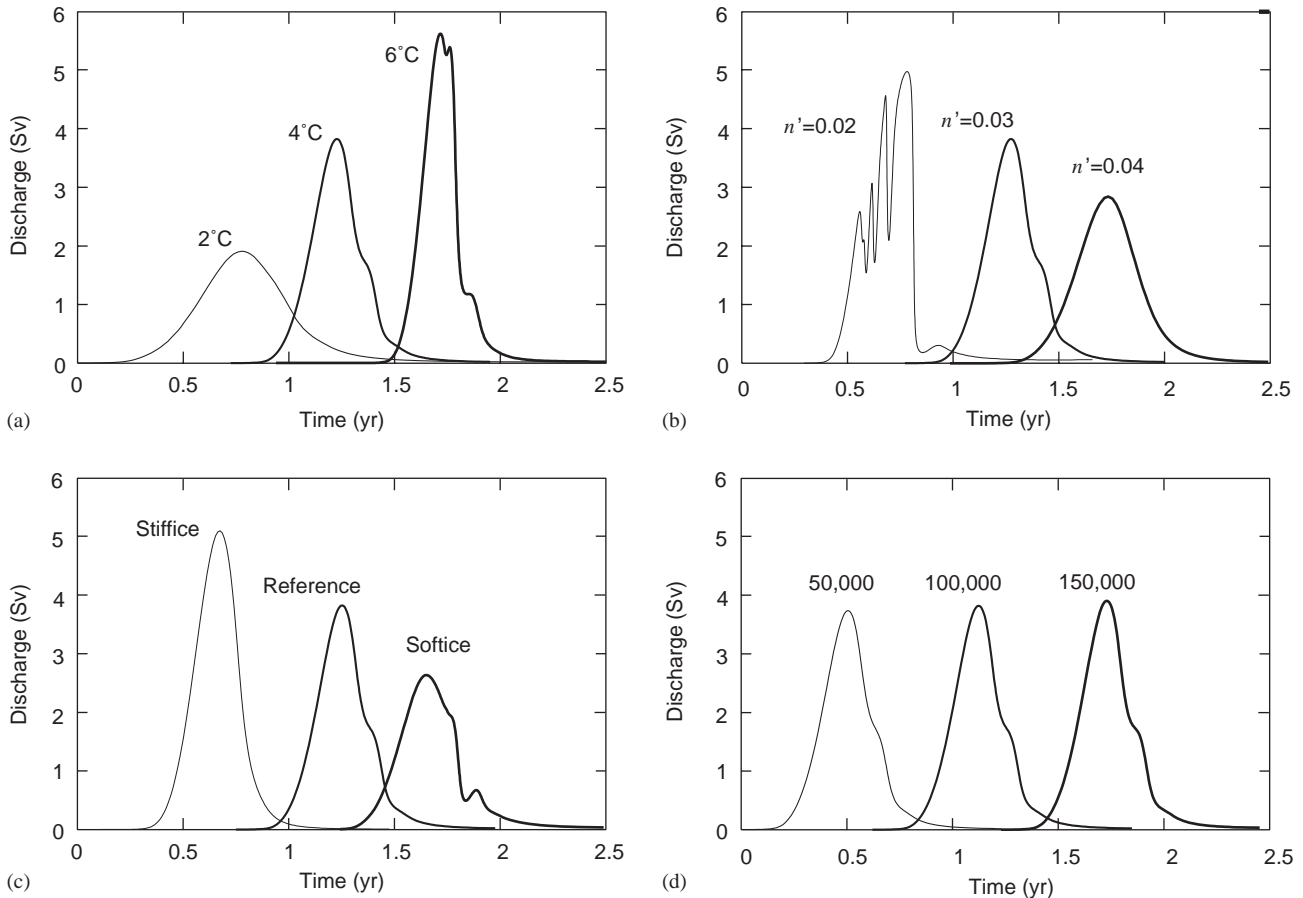 6
5
4
3
2
1
0
Discharge (Sv)
2°C
4°C
6°C
0 0.5 1 1.5 2 2.5
Time (yr)
(a)
6
5
4
3
2
1
0
Discharge (Sv)
n'=0.02
n'=0.03
n'=0.04
0 0.5 1 1.5 2 2.5
Time (yr)
(b)
6
5
4
3
2
1
0
Discharge (Sv)
Stiffice
Reference
Softice
0 0.5 1 1.5 2 2.5
Time (yr)
(c)
6
5
4
3
2
1
0
Discharge (Sv)
50,000
100,000
150,000
0 0.5 1 1.5 2 2.5
Time (yr)
(d)